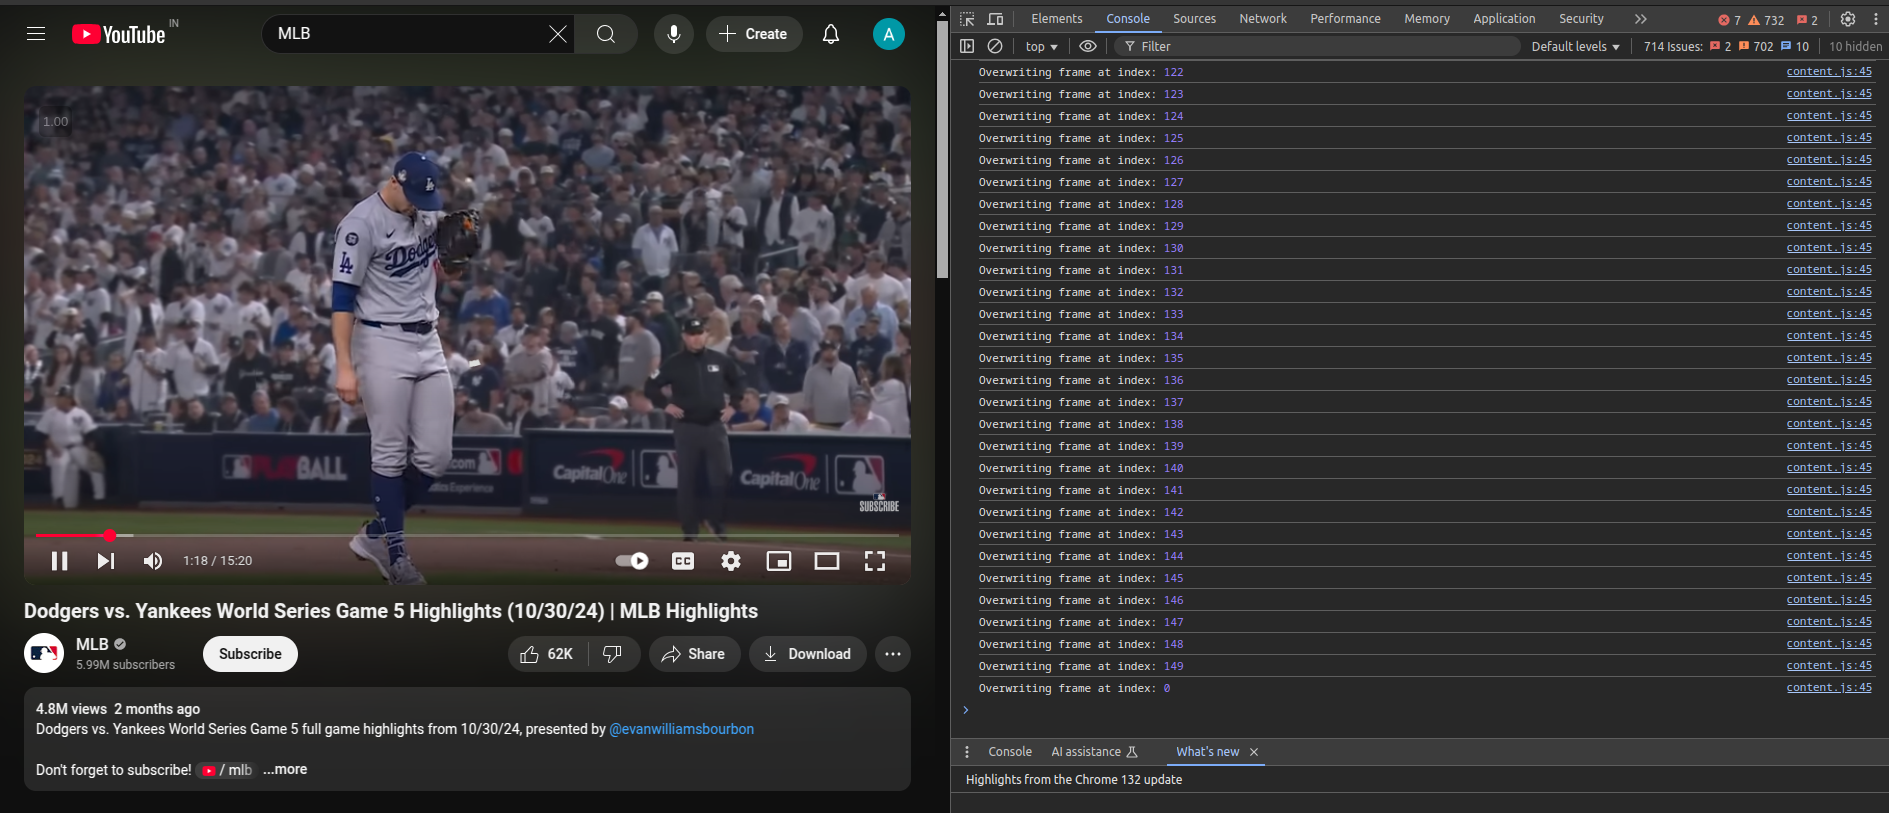 YouTube IN
MLB
Create
A
1.00
LA
Dodge
LA
PLAY BALL
.com
Experience
Capital One
Capital One
SUBSCRIBE
1:18 / 15:20
CC
Dodgers vs. Yankees World Series Game 5 Highlights (10/30/24) | MLB Highlights
MLB
5.99M subscribers
Subscribe
62K
Share
Download
4.8M views 2 months ago
Dodgers vs. Yankees World Series Game 5 full game highlights from 10/30/24, presented by @evanwilliamsbourbon
Don't forget to subscribe! / mlb ...more
Elements Console Sources Network Performance Memory Application Security 7 732 2
top Filter Default levels 714 Issues: 2 702 10 10 hidden
Overwriting frame at index: 122 content.js:45
Overwriting frame at index: 123 content.js:45
Overwriting frame at index: 124 content.js:45
Overwriting frame at index: 125 content.js:45
Overwriting frame at index: 126 content.js:45
Overwriting frame at index: 127 content.js:45
Overwriting frame at index: 128 content.js:45
Overwriting frame at index: 129 content.js:45
Overwriting frame at index: 130 content.js:45
Overwriting frame at index: 131 content.js:45
Overwriting frame at index: 132 content.js:45
Overwriting frame at index: 133 content.js:45
Overwriting frame at index: 134 content.js:45
Overwriting frame at index: 135 content.js:45
Overwriting frame at index: 136 content.js:45
Overwriting frame at index: 137 content.js:45
Overwriting frame at index: 138 content.js:45
Overwriting frame at index: 139 content.js:45
Overwriting frame at index: 140 content.js:45
Overwriting frame at index: 141 content.js:45
Overwriting frame at index: 142 content.js:45
Overwriting frame at index: 143 content.js:45
Overwriting frame at index: 144 content.js:45
Overwriting frame at index: 145 content.js:45
Overwriting frame at index: 146 content.js:45
Overwriting frame at index: 147 content.js:45
Overwriting frame at index: 148 content.js:45
Overwriting frame at index: 149 content.js:45
Overwriting frame at index: 0 content.js:45
Console AI assistance What's new
Highlights from the Chrome 132 update